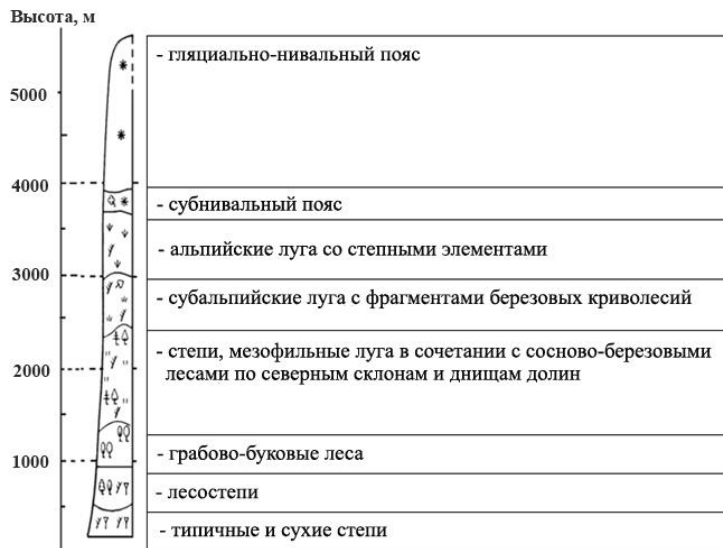 Высота, м
- гляциально-нивальный пояс
5000
4000
- субнивальный пояс
- альпийские луга со степными элементами
3000
- субальпийские луга с фрагментами березовых криволесий
- степи, мезофильные луга в сочетании с сосново-березовыми
2000
лесами по северным склонам и днищам долин
- грабово-буковые леса
1000
- лесостепи
- типичные и сухие степи